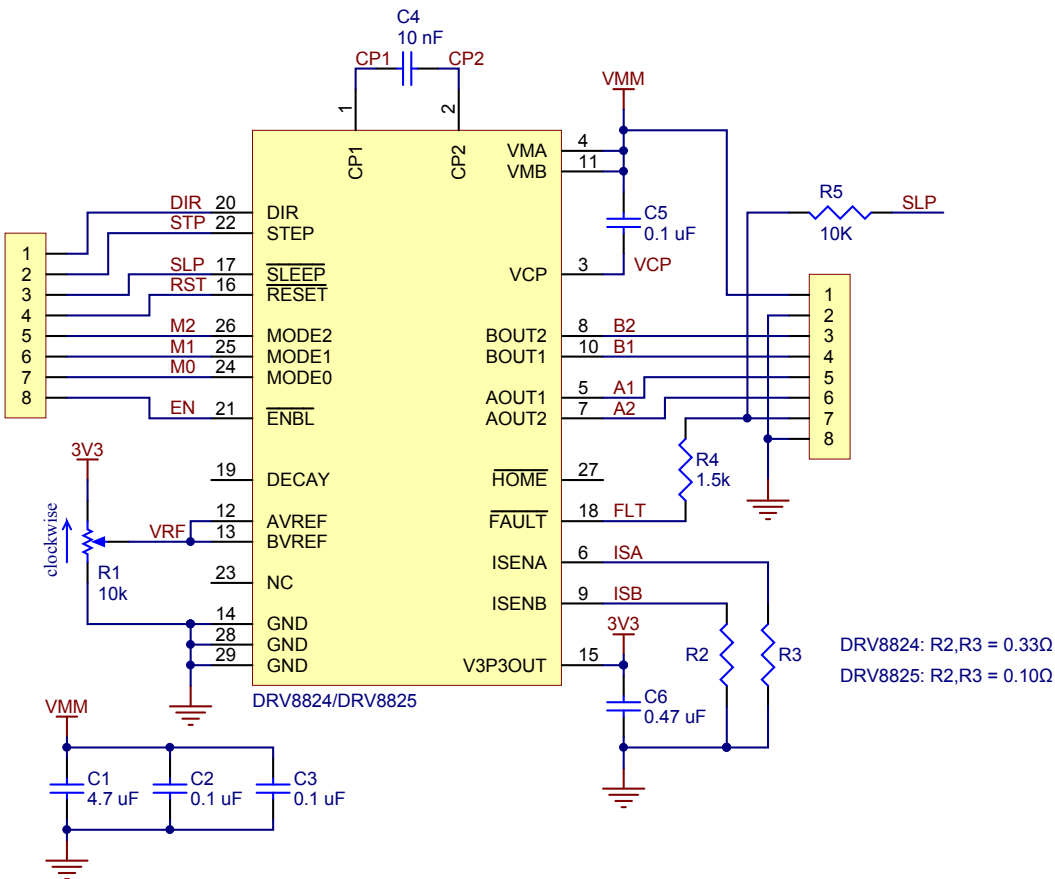 C4
10 nF
CP1
CP2
1
2
CP1
CP2
VMM
VMA
4
VMB
11
C5
0.1 uF
VCP
3
VCP
R5
10K
SLP
DIR
20
DIR
STP
22
STEP
SLP
17
SLEEP
RST
16
RESET
M2
26
MODE2
M1
25
MODE1
M0
24
MODE0
EN
21
ENBL
1
2
3
4
5
6
7
8
BOUT2
8
B2
BOUT1
10
B1
AOUT1
5
A1
AOUT2
7
A2
1
2
3
4
5
6
7
8
3V3
clockwise
R1
10k
VRF
19
DECAY
12
AVREF
13
BVREF
23
NC
14
GND
28
GND
29
GND
HOME
27
FAULT
18
FLT
R4
1.5k
ISENA
6
ISA
ISENB
9
ISB
3V3
V3P3OUT
15
R2
R3
C6
0.47 uF
DRV8824: R2,R3 = 0.33Ω
DRV8825: R2,R3 = 0.10Ω
DRV8824/DRV8825
VMM
C1
4.7 uF
C2
0.1 uF
C3
0.1 uF